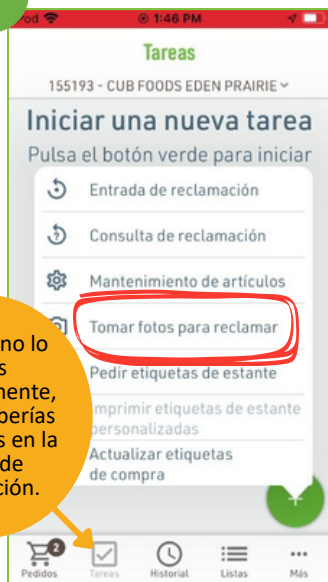 1:46 PM
Tareas
155193 - CUB FOODS EDEN PRAIRIE
Iniciar una nueva tarea
Pulsa el botón verde para iniciar
Entrada de reclamación
Consulta de reclamación
Mantenimiento de artículos
Tomar fotos para reclamar
Pedir etiquetas de estante
Imprimir etiquetas de estante
personalizadas
Actualizar etiquetas
de compra
no lo
s
mente,
berías
s en la
de
ción.
2
Pedidos
Tareas
Historial
Listas
Más